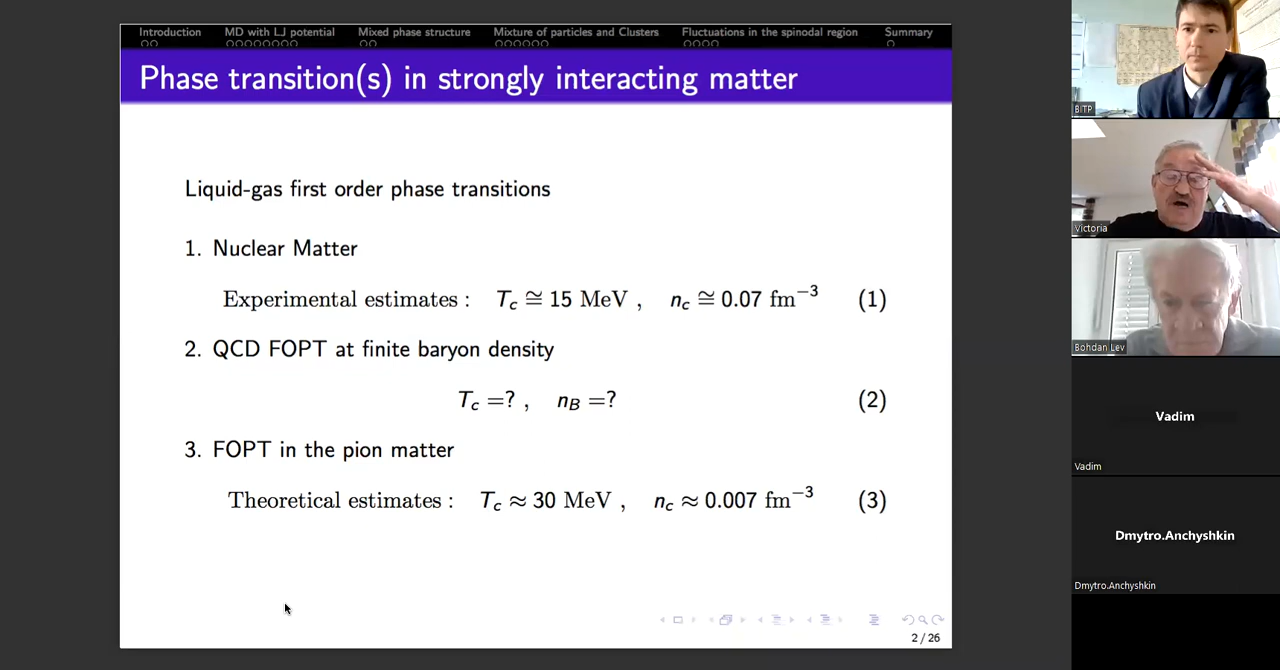 Introduction MD with LJ potential Mixed phase structure Mixture of particles and Clusters Fluctuations in the spinodal region Summary
Phase transition(s) in strongly interacting matter
Liquid-gas first order phase transitions
1. Nuclear Matter
Experimental estimates : T_c ≅ 15 MeV , n_c ≅ 0.07 fm⁻³ (1)
2. QCD FOPT at finite baryon density
T_c =? , n_B =? (2)
3. FOPT in the pion matter
Theoretical estimates : T_c ≈ 30 MeV , n_c ≈ 0.007 fm⁻³ (3)
2 / 26
BITP
Victoria
Bohdan Lev
Vadim
Vadim
Dmytro.Anchyshkin
Dmytro.Anchyshkin